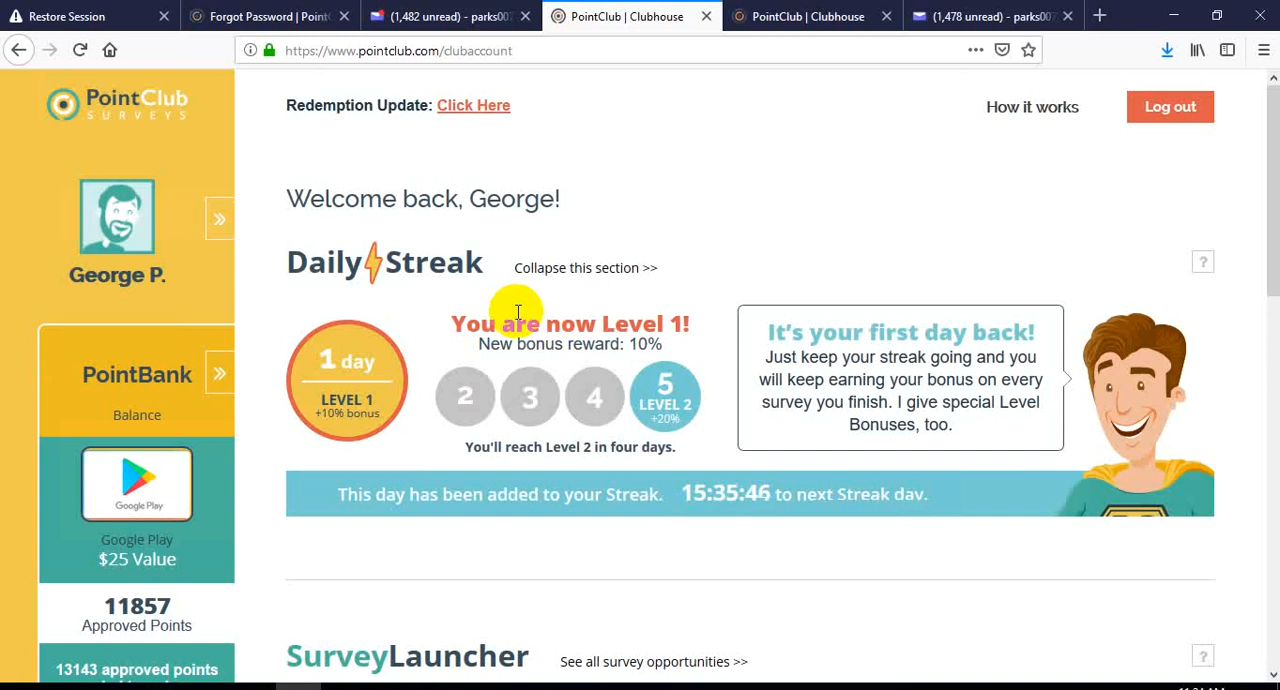 Restore Session
Forgot Password | Point
(1,482 unread) - parks007
PointClub | Clubhouse
PointClub | Clubhouse
(1,478 unread) - parks007
https://www.pointclub.com/clubaccount
PointClub
SURVEYS
Redemption Update: Click Here
How it works
Log out
George P.
Welcome back, George!
Daily Streak
Collapse this section >>
?
1 day
LEVEL 1
+10% bonus
You are now Level 1!
New bonus reward: 10%
2 3 4 5
LEVEL 2
+20%
You'll reach Level 2 in four days.
It's your first day back!
Just keep your streak going and you
will keep earning your bonus on every
survey you finish. I give special Level
Bonuses, too.
This day has been added to your Streak. 15:35:46 to next Streak day.
PointBank
Balance
Google Play
Google Play
$25 Value
11857
Approved Points
13143 approved points
SurveyLauncher
See all survey opportunities >>
?